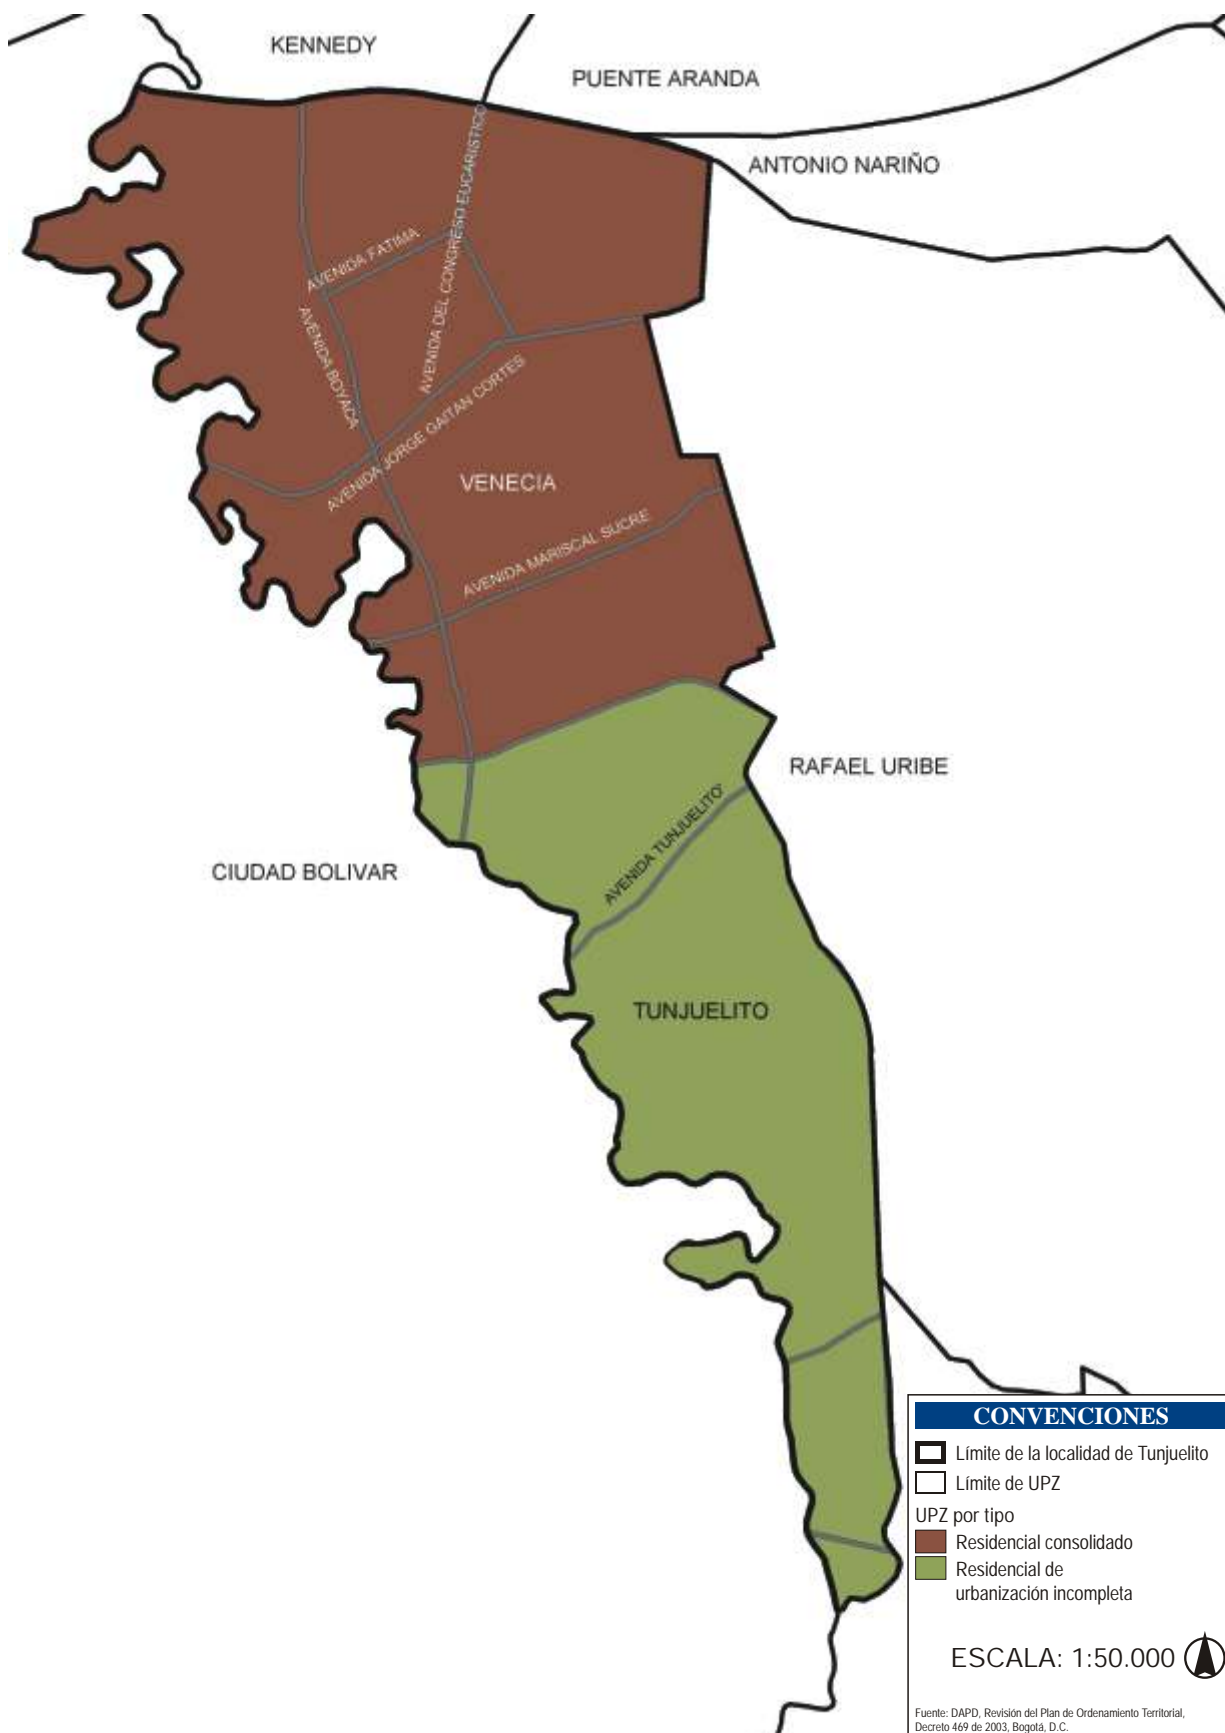 KENNEDY
PUENTE ARANDA
ANTONIO NARIÑO
AVENIDA DEL CONGRESO EUCARISTICO
AVENIDA FATIMA
AVENIDA BOYACA
AVENIDA JORGE GAITAN CORTES
VENECIA
AVENIDA MARISCAL SUCRE
RAFAEL URIBE
AVENIDA TUNJUELITO
CIUDAD BOLIVAR
TUNJUELITO
CONVENCIONES
Límite de la localidad de Tunjuelito
Límite de UPZ
UPZ por tipo
Residencial consolidado
Residencial de
urbanización incompleta
ESCALA: 1:50.000
Fuente: DAPD, Revisión del Plan de Ordenamiento Territorial,
Decreto 469 de 2003, Bogotá, D.C.